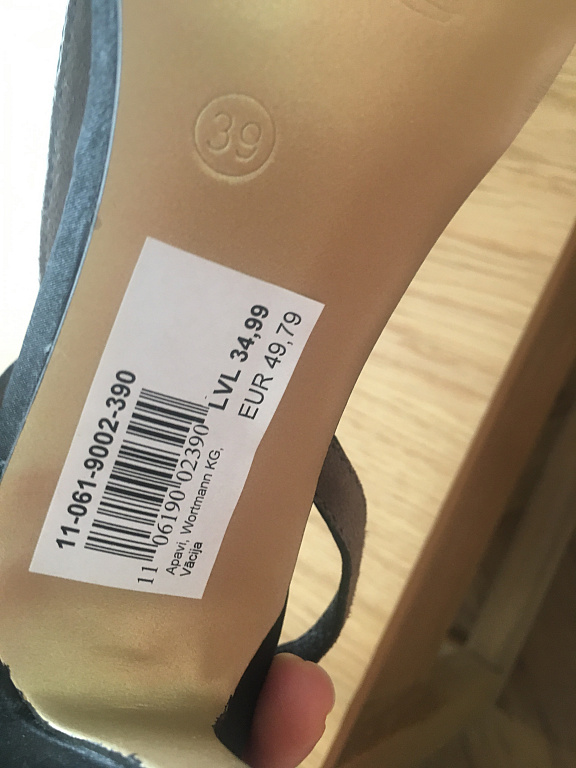 39
11-061-9002-390
LVL 34,99
EUR 49,79
11 06190 02390
Apavi, Wortmann KG,
Vācija